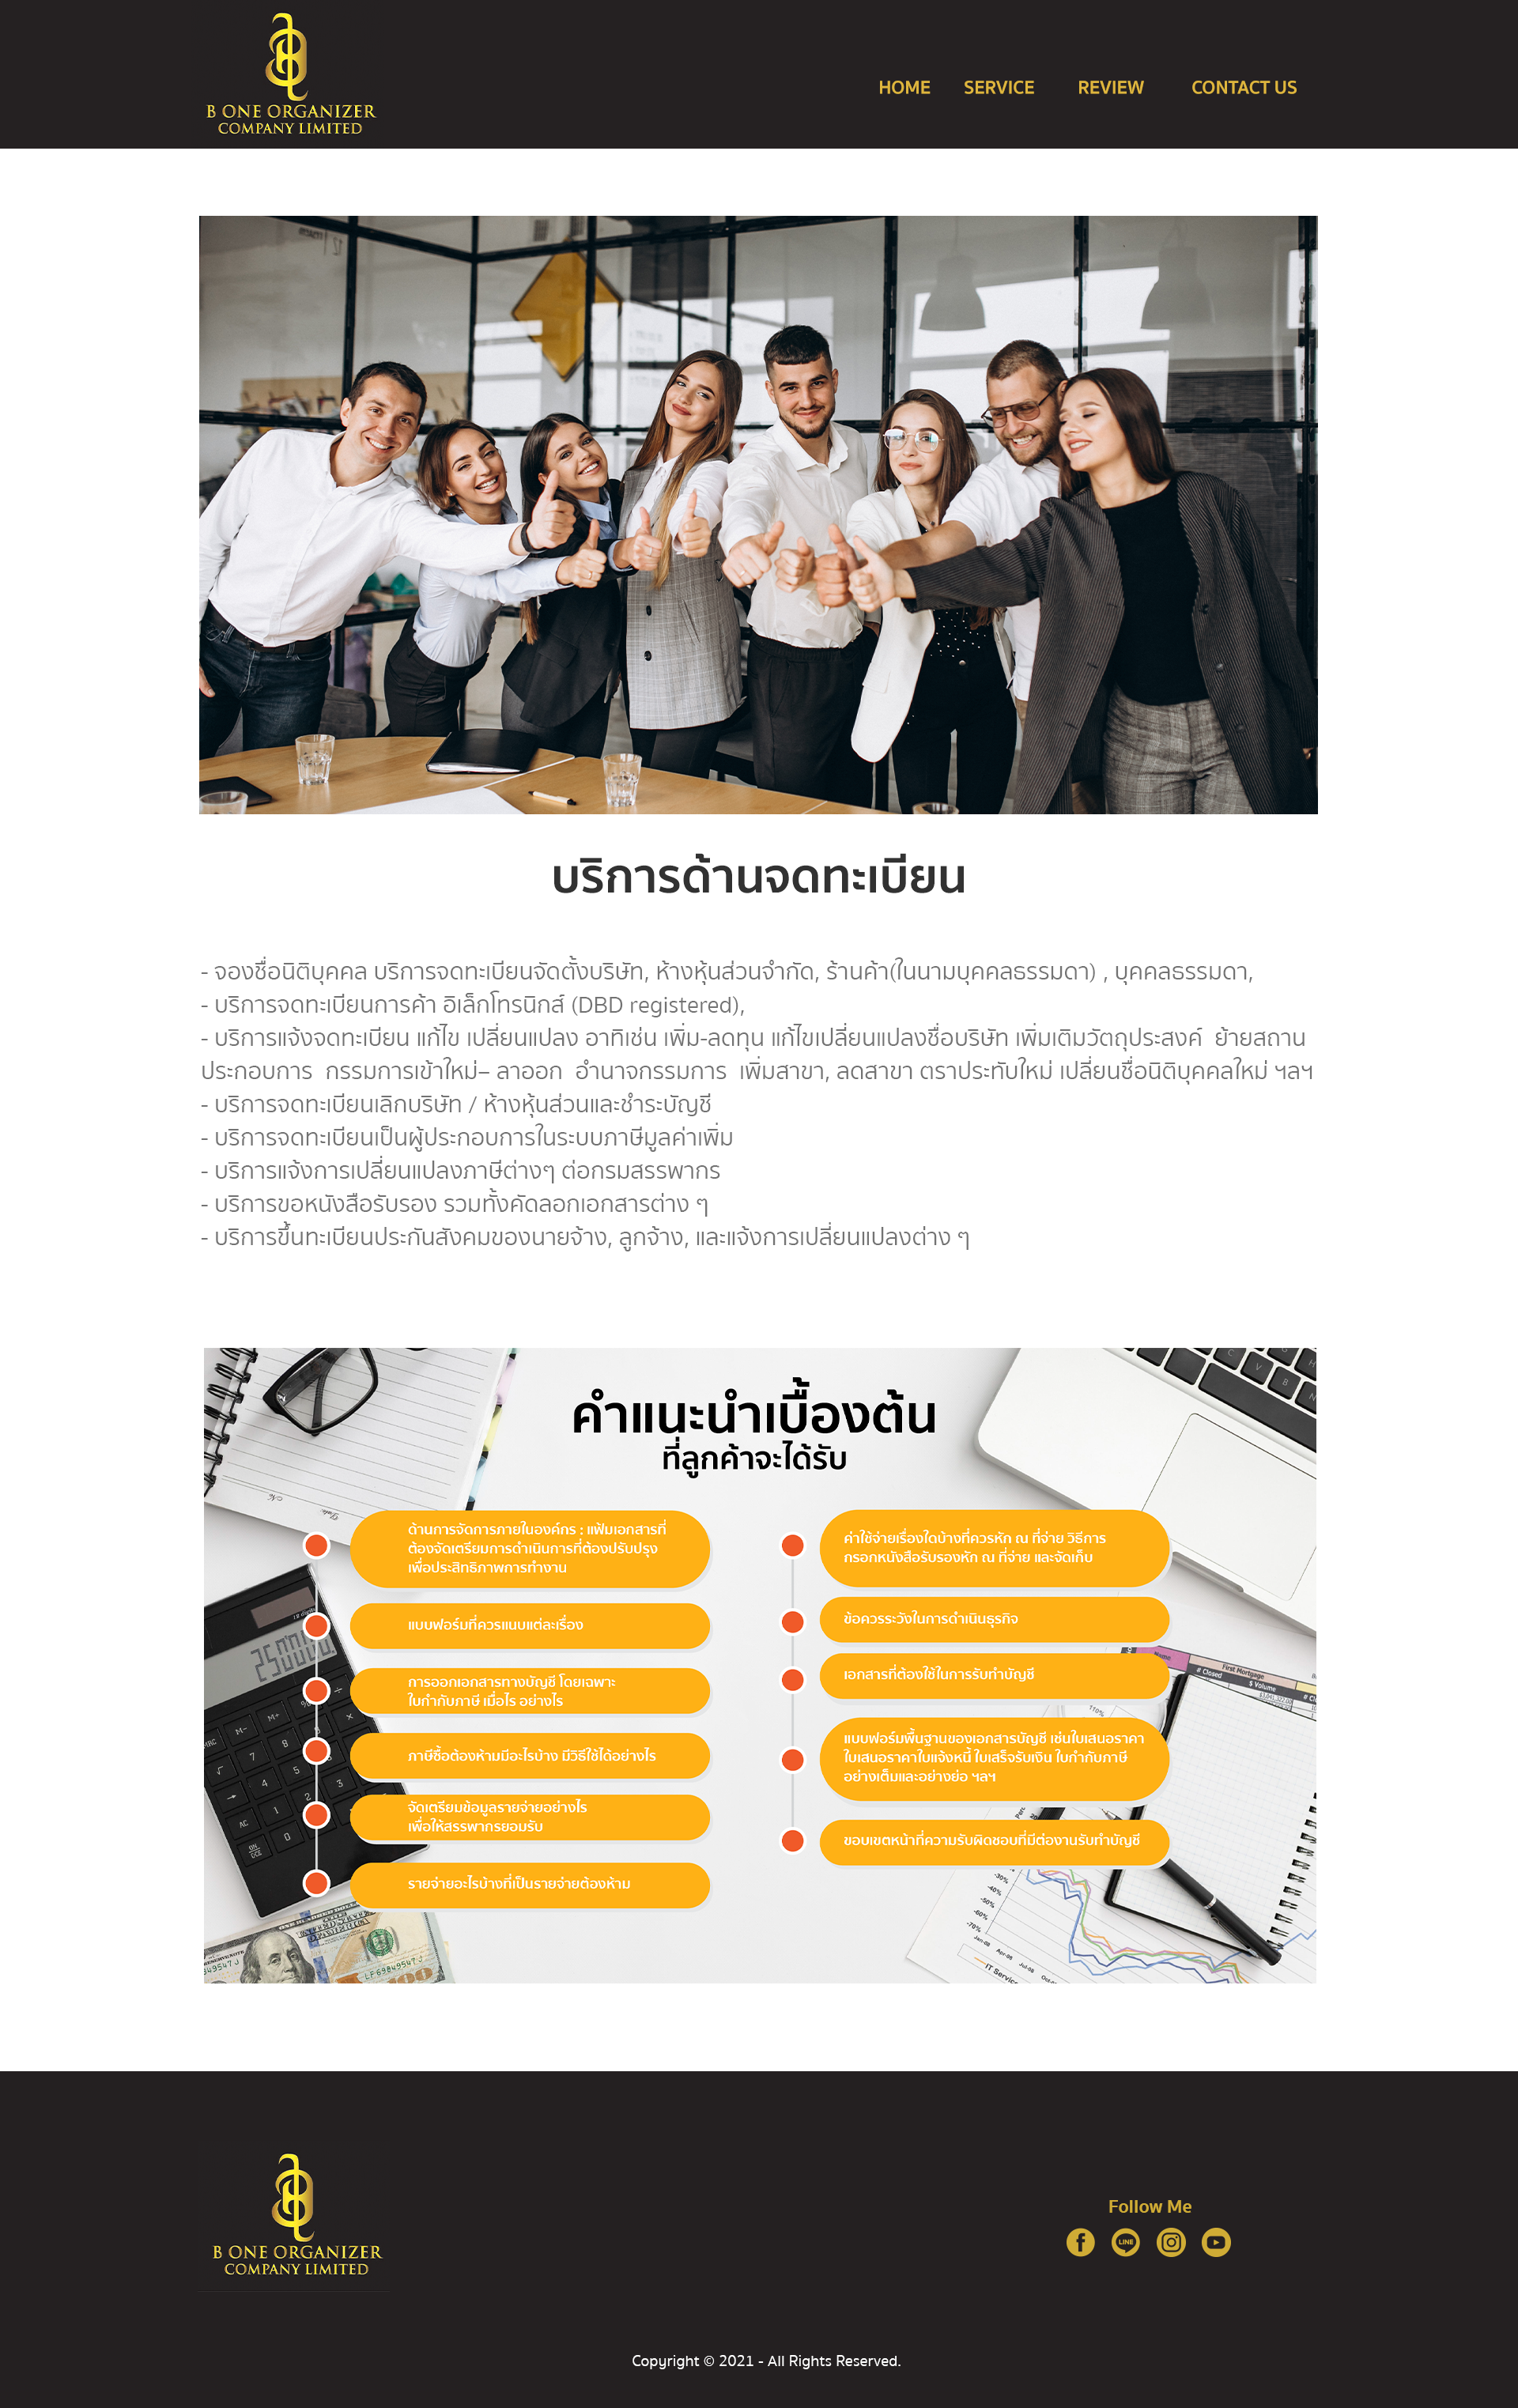 B ONE ORGANIZER
COMPANY LIMITED
HOME SERVICE REVIEW CONTACT US
บริการด้านจดทะเบียน
- จองชื่อนิติบุคคล บริการจดทะเบียนจัดตั้งบริษัท, ห้างหุ้นส่วนจำกัด, ร้านค้า(ในนามบุคคลธรรมดา) , บุคคลธรรมดา,
- บริการจดทะเบียนการค้า อิเล็กโทรนิกส์ (DBD registered),
- บริการแจ้งจดทะเบียน แก้ไข เปลี่ยนแปลง อาทิเช่น เพิ่ม-ลดทุน แก้ไขเปลี่ยนแปลงชื่อบริษัท เพิ่มเติมวัตถุประสงค์ ย้ายสถาน
ประกอบการ กรรมการเข้าใหม่– ลาออก อำนาจกรรมการ เพิ่มสาขา, ลดสาขา ตราประทับใหม่ เปลี่ยนชื่อนิติบุคคลใหม่ ฯลฯ
- บริการจดทะเบียนเลิกบริษัท / ห้างหุ้นส่วนและชำระบัญชี
- บริการจดทะเบียนเป็นผู้ประกอบการในระบบภาษีมูลค่าเพิ่ม
- บริการแจ้งการเปลี่ยนแปลงภาษีต่างๆ ต่อกรมสรรพากร
- บริการขอหนังสือรับรอง รวมทั้งคัดลอกเอกสารต่าง ๆ
- บริการขึ้นทะเบียนประกันสังคมของนายจ้าง, ลูกจ้าง, และแจ้งการเปลี่ยนแปลงต่าง ๆ
คำแนะนำเบื้องต้น
ที่ลูกค้าจะได้รับ
ด้านการจัดการภายในองค์กร : แฟ้มเอกสารที่
ต้องจัดเตรียมการดำเนินการที่ต้องปรับปรุง
เพื่อประสิทธิภาพการทำงาน
แบบฟอร์มที่ควรแนบแต่ละเรื่อง
การออกเอกสารทางบัญชี โดยเฉพาะ
ใบกำกับภาษี เมื่อไร อย่างไร
ภาษีซื้อต้องห้ามมีอะไรบ้าง มีวิธีใช้ได้อย่างไร
จัดเตรียมข้อมูลรายจ่ายอย่างไร
เพื่อให้สรรพากรยอมรับ
รายจ่ายอะไรบ้างที่เป็นรายจ่ายต้องห้าม
ค่าใช้จ่ายเรื่องใดบ้างที่ควรหัก ณ ที่จ่าย วิธีการ
กรอกหนังสือรับรองหัก ณ ที่จ่าย และจัดเก็บ
ข้อควรระวังในการดำเนินธุรกิจ
เอกสารที่ต้องใช้ในการรับทำบัญชี
แบบฟอร์มพื้นฐานของเอกสารบัญชี เช่นใบเสนอราคา
ใบเสนอราคาใบแจ้งหนี้ ใบเสร็จรับเงิน ใบกำกับภาษี
อย่างเต็มและอย่างย่อ ฯลฯ
ขอบเขตหน้าที่ความรับผิดชอบที่มีต่องานรับทำบัญชี
B ONE ORGANIZER
COMPANY LIMITED
Follow Me
LINE
Copyright © 2021 - All Rights Reserved.